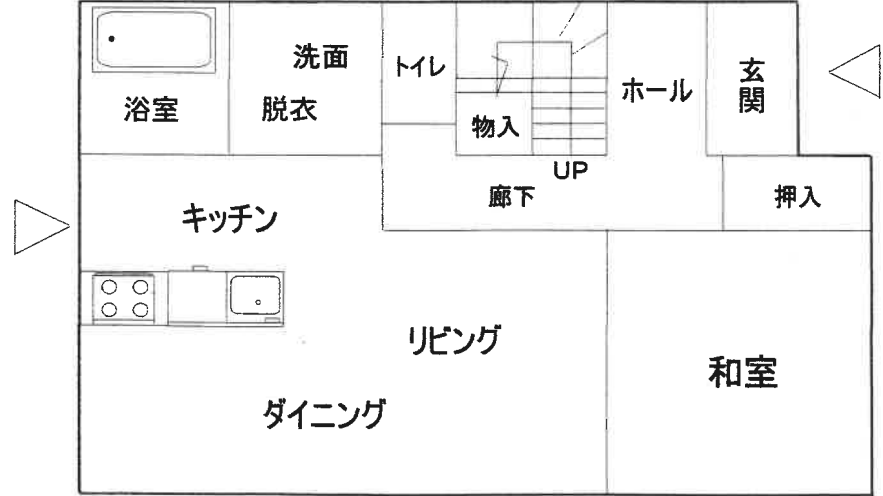 浴室
洗面
脱衣
トイレ
物入
UP
ホール
玄関
廊下
押入
キッチン
リビング
ダイニング
和室